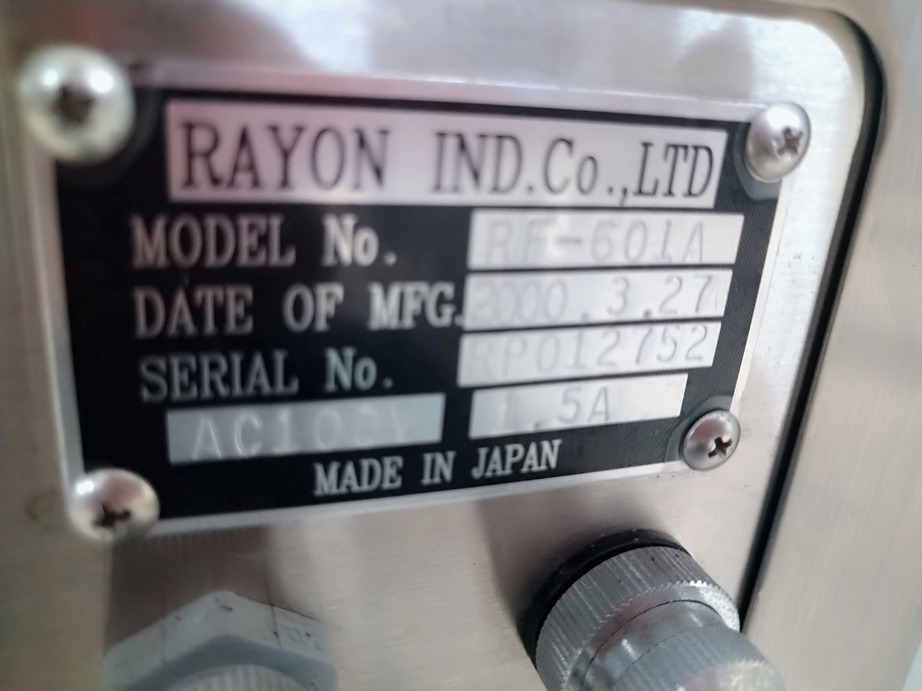 RAYON IND.Co.,LTD
MODEL No. RF-601A
DATE OF MFG. 2000.3.27
SERIAL No. RP012752
AC100V 1.5A
MADE IN JAPAN